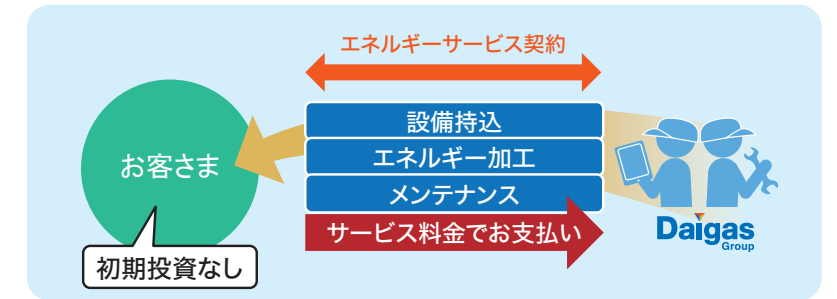 エネルギーサービス契約
設備持込
お客さま
エネルギー加工
メンテナンス
サービス料金でお支払い
初期投資なし
Daigas
Group